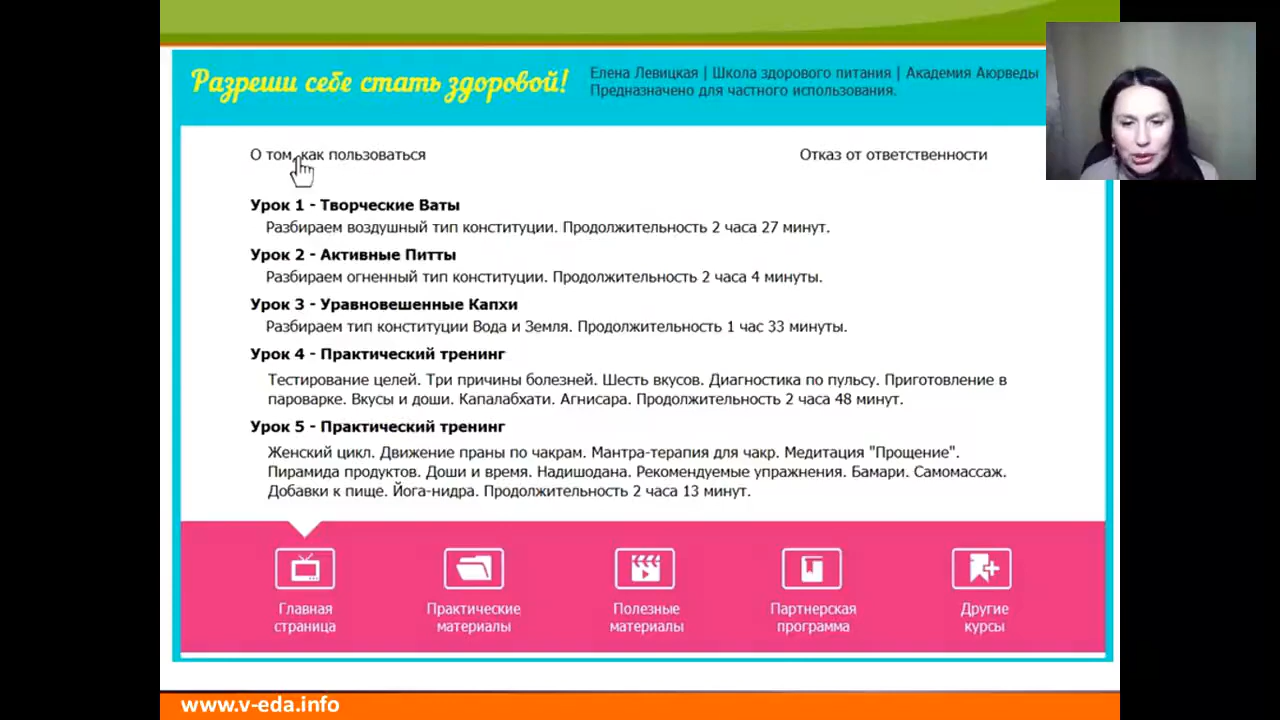 Разреши себе стать здоровой!
Елена Левицкая | Школа здорового питания | Академия Аюрведы
Предназначено для частного использования.
О том, как пользоваться
Отказ от ответственности
Урок 1 - Творческие Ваты
Разбираем воздушный тип конституции. Продолжительность 2 часа 27 минут.
Урок 2 - Активные Питты
Разбираем огненный тип конституции. Продолжительность 2 часа 4 минуты.
Урок 3 - Уравновешенные Капхи
Разбираем тип конституции Вода и Земля. Продолжительность 1 час 33 минуты.
Урок 4 - Практический тренинг
Тестирование целей. Три причины болезней. Шесть вкусов. Диагностика по пульсу. Приготовление в
пароварке. Вкусы и доши. Капалабхати. Агнисара. Продолжительность 2 часа 48 минут.
Урок 5 - Практический тренинг
Женский цикл. Движение праны по чакрам. Мантра-терапия для чакр. Медитация "Прощение".
Пирамида продуктов. Доши и время. Надишодана. Рекомендуемые упражнения. Бамари. Самомассаж.
Добавки к пище. Йога-нидра. Продолжительность 2 часа 13 минут.
Главная
страница
Практические
материалы
Полезные
материалы
Партнерская
программа
Другие
курсы
www.v-eda.info